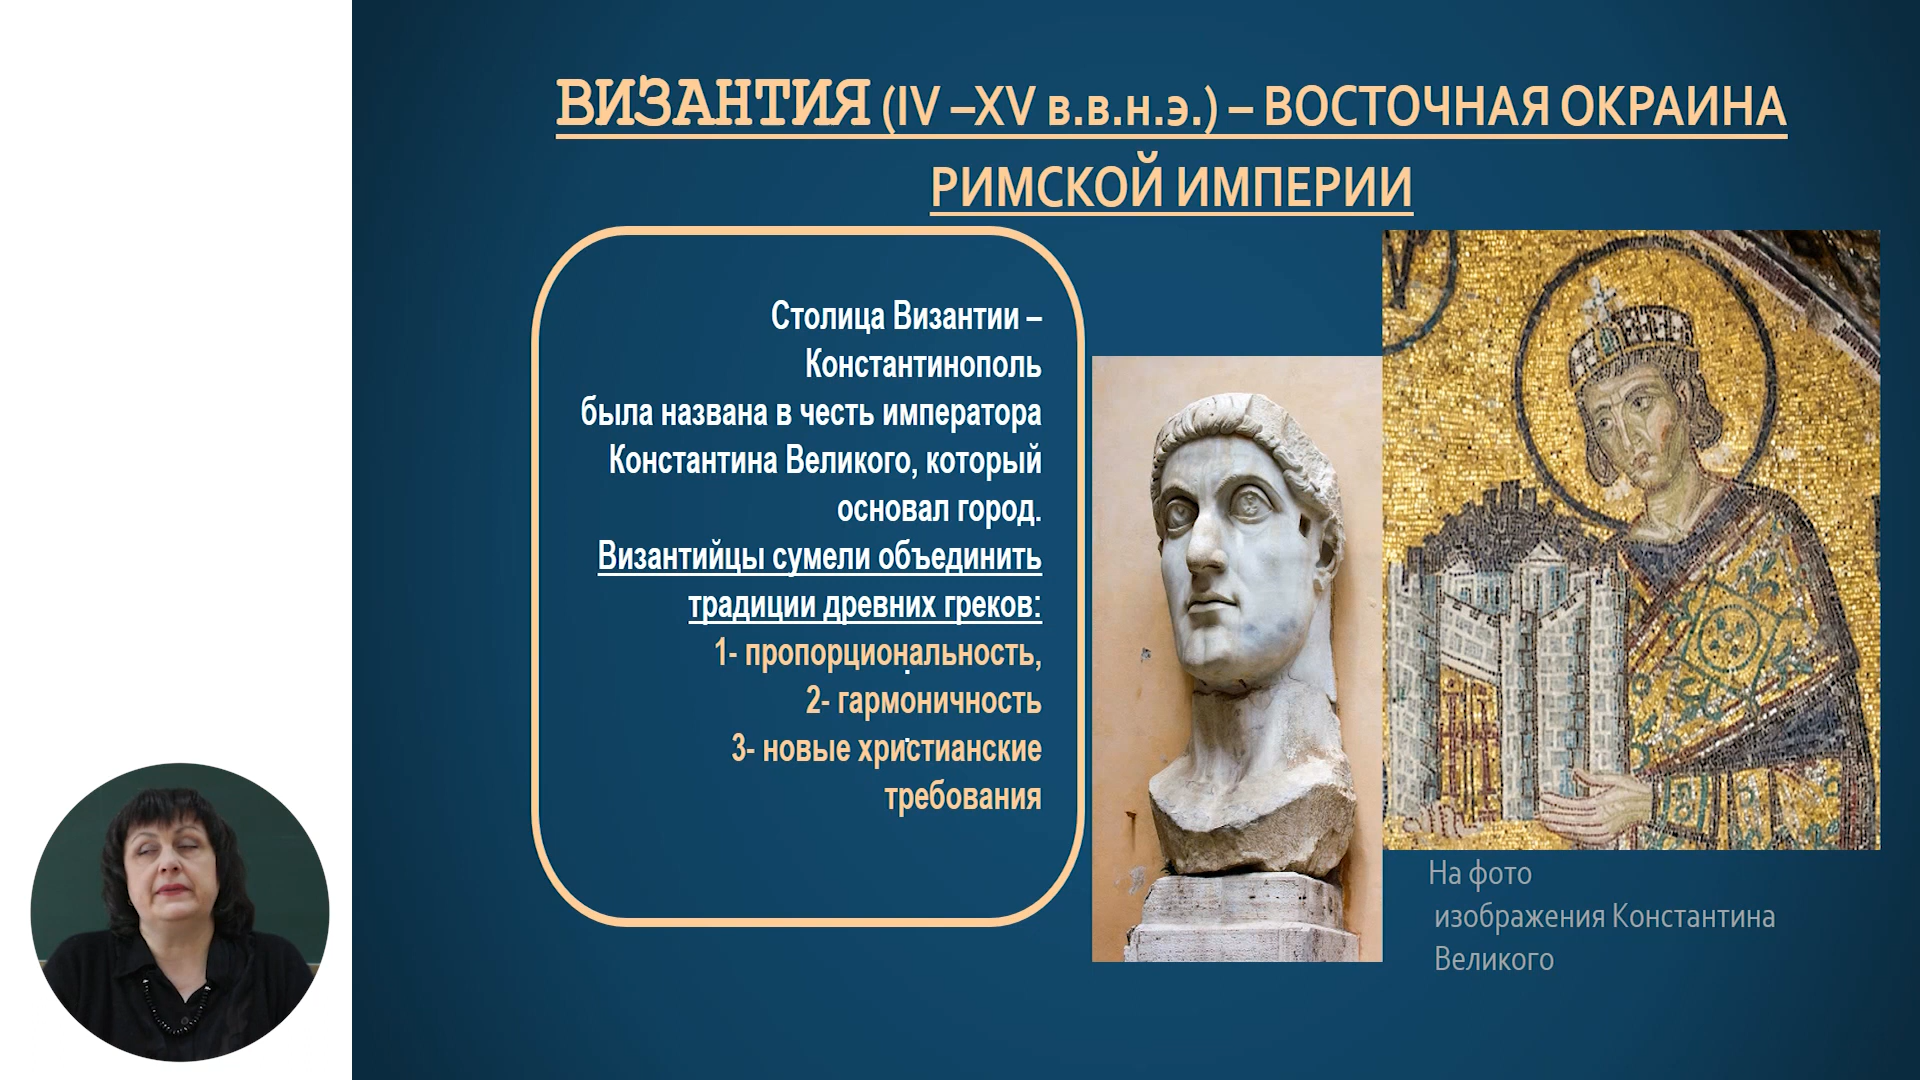 ВИЗАНТИЯ (IV –XV в.в.н.э.) – ВОСТОЧНАЯ ОКРАИНА
РИМСКОЙ ИМПЕРИИ
Столица Византии –
Константинополь
была названа в честь императора
Константина Великого, который
основал город.
Византийцы сумели объединить
традиции древних греков:
1- пропорциональность,
2- гармоничность
3- новые христианские
требования
На фото
изображения Константина
Великого